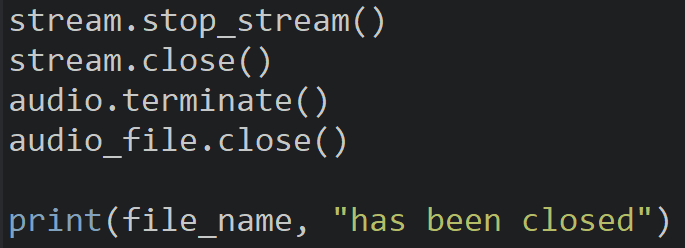 stream.stop_stream()
stream.close()
audio.terminate()
audio_file.close()
print(file_name, "has been closed")